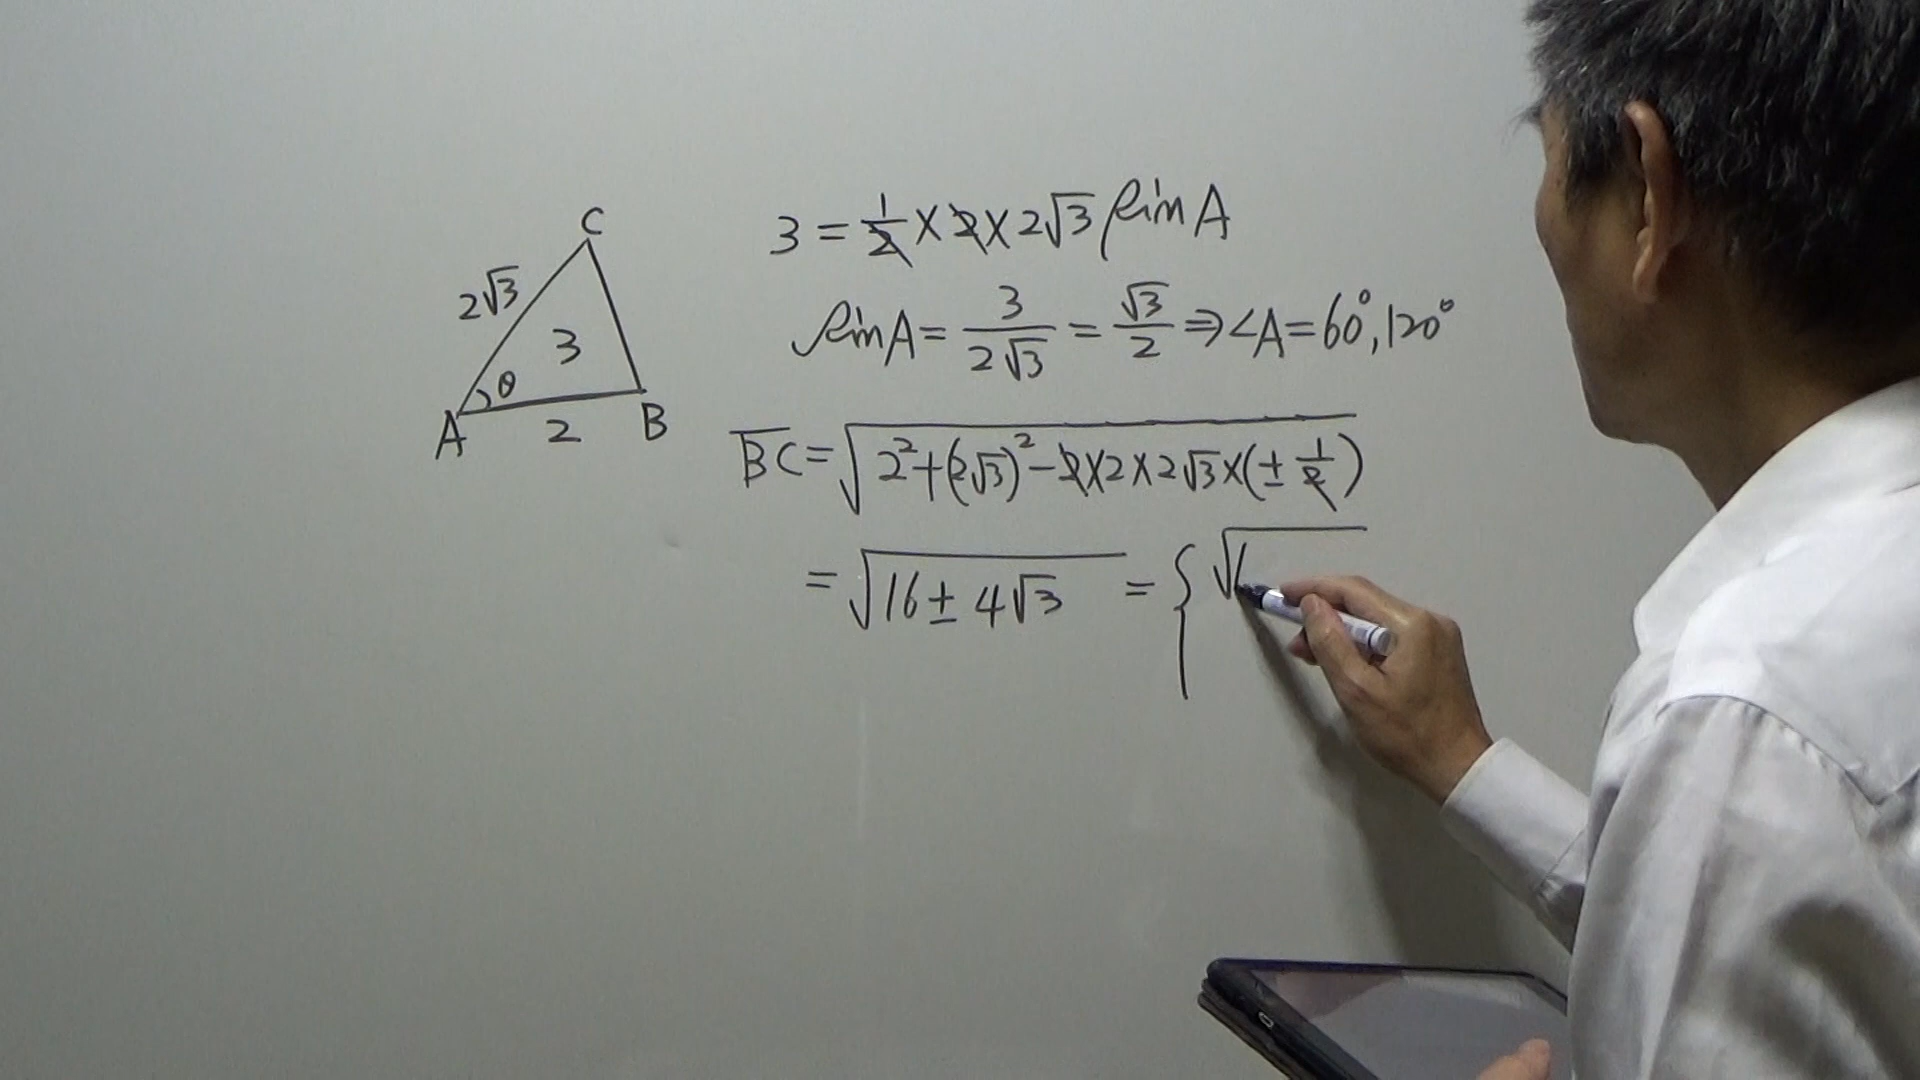 C
2√3
3
θ
A
2
B
3 = 1/2 × 2 × 2√3 sin A
sin A = 3/(2√3) = √3/2 ⇒ ∠A = 60°, 120°
B̅C̅ = √(2² + (2√3)² − 2 × 2 × 2√3 × (± 1/2))
= √(16 ± 4√3) = { √1